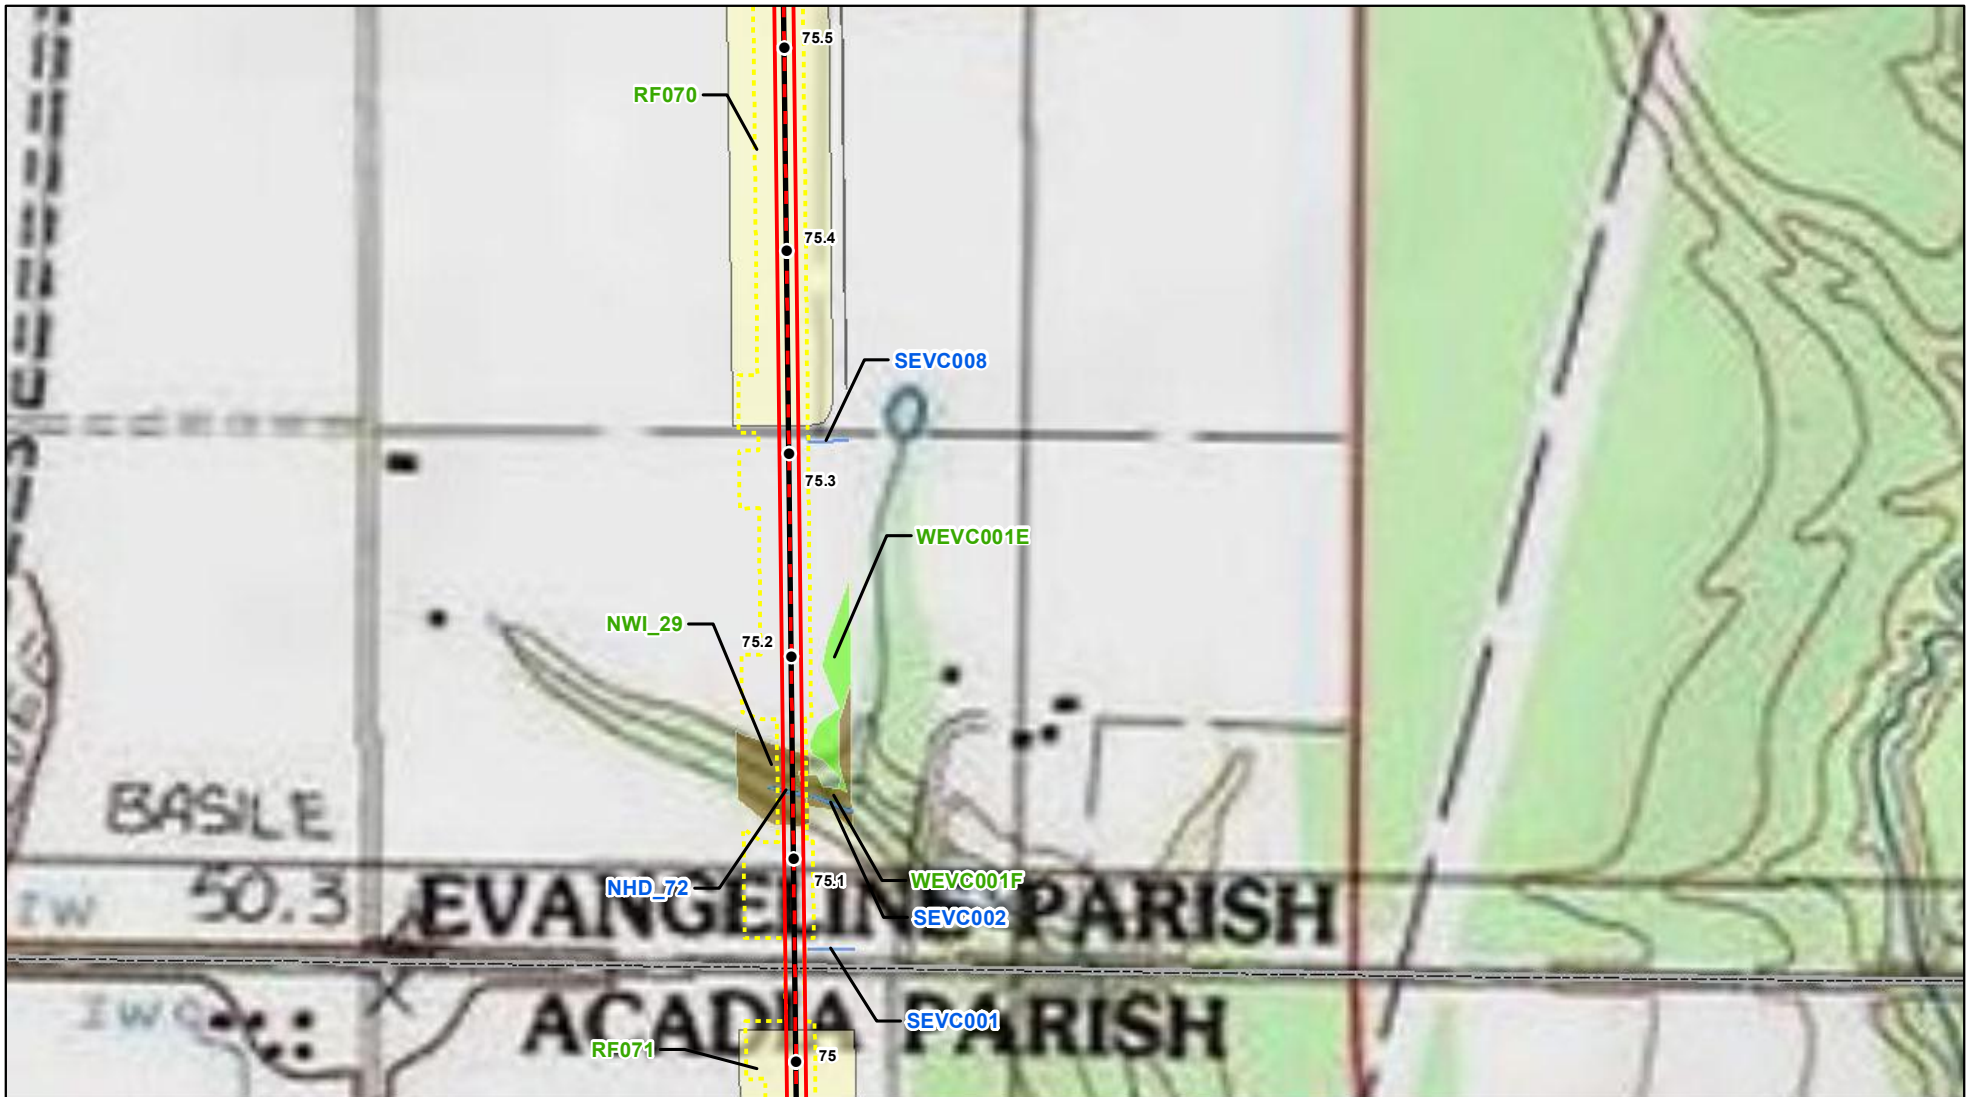 75.5
RF070
75.4
SEVC008
75.3
WEVC001E
NWI_29
75.2
BASILE
NHD_72
75.1
WEVC001F
50.3
EVANGELINE PARISH
SEVC002
SEVC001
ACADIA PARISH
RF071
75